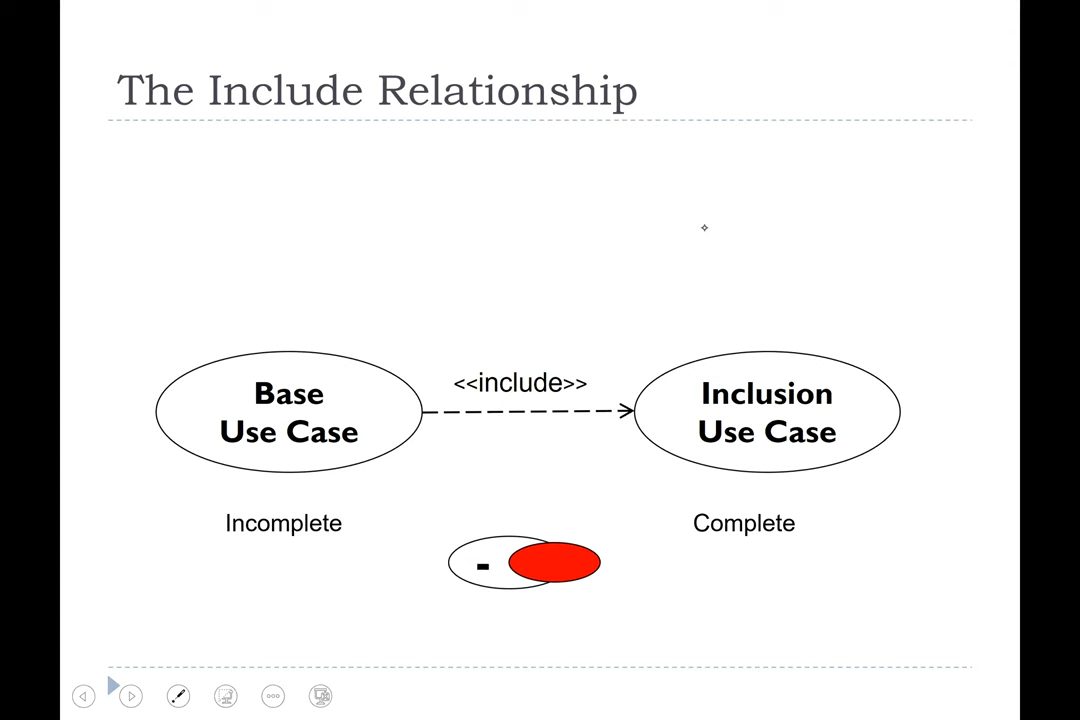 The Include Relationship
<<include>>
Base
Use Case
Inclusion
Use Case
Incomplete
Complete
-